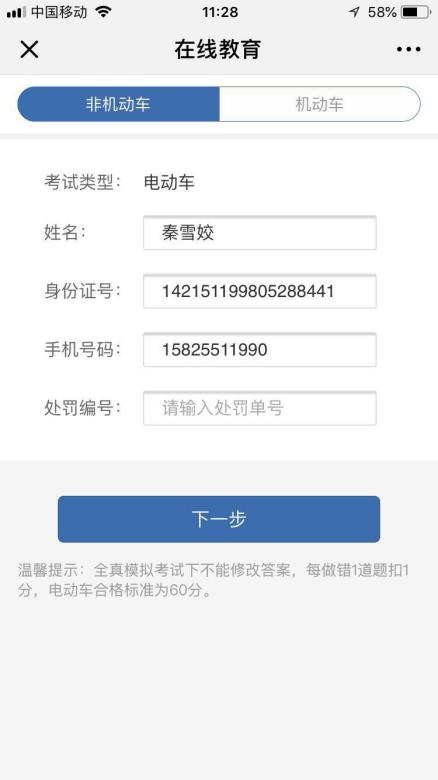 中国移动 11:28 58%
在线教育
非机动车 机动车
考试类型： 电动车
姓名： 秦雪姣
身份证号： 142151199805288441
手机号码： 15825511990
处罚编号： 请输入处罚单号
下一步
温馨提示：全真模拟考试下不能修改答案，每做错1道题扣1
分，电动车合格标准为60分。